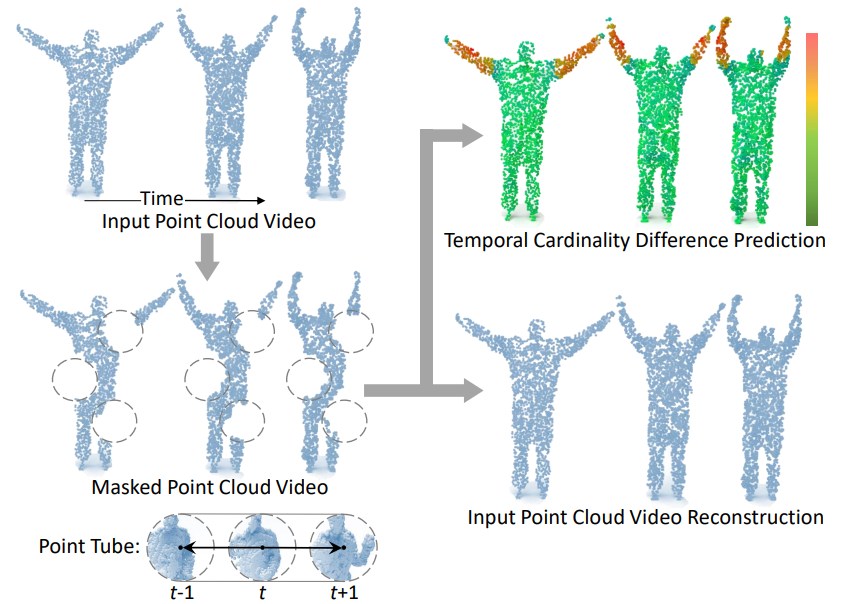 Time
Input Point Cloud Video
Temporal Cardinality Difference Prediction
Masked Point Cloud Video
Input Point Cloud Video Reconstruction
Point Tube:
t-1 t t+1